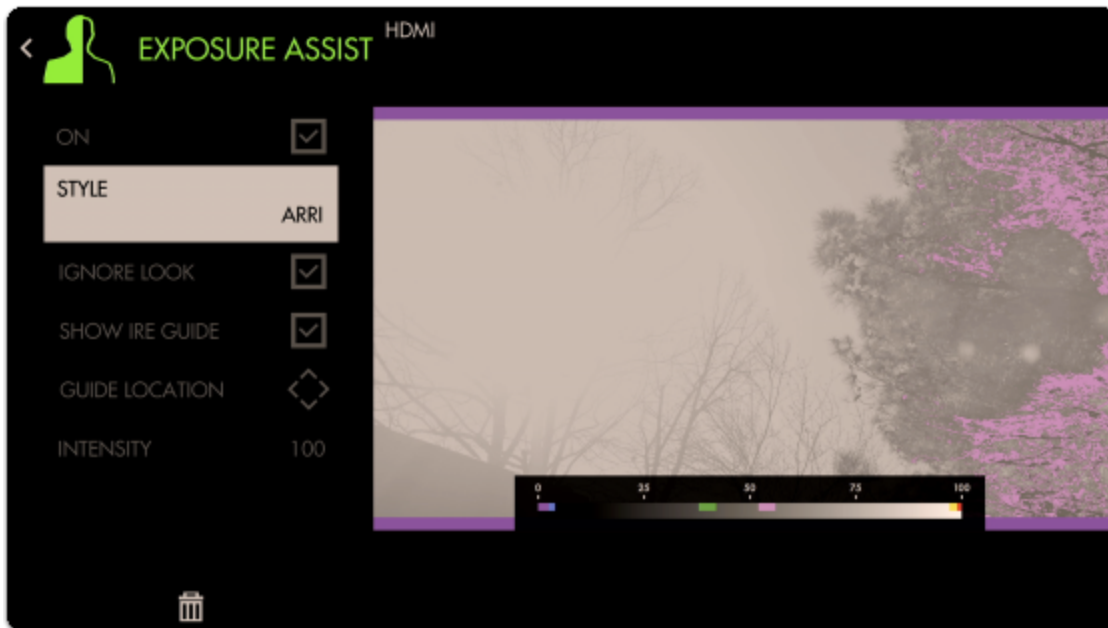 EXPOSURE ASSIST
HDMI
ON
STYLE
ARRI
IGNORE LOOK
SHOW IRE GUIDE
GUIDE LOCATION
INTENSITY 100
0 25 50 75 100